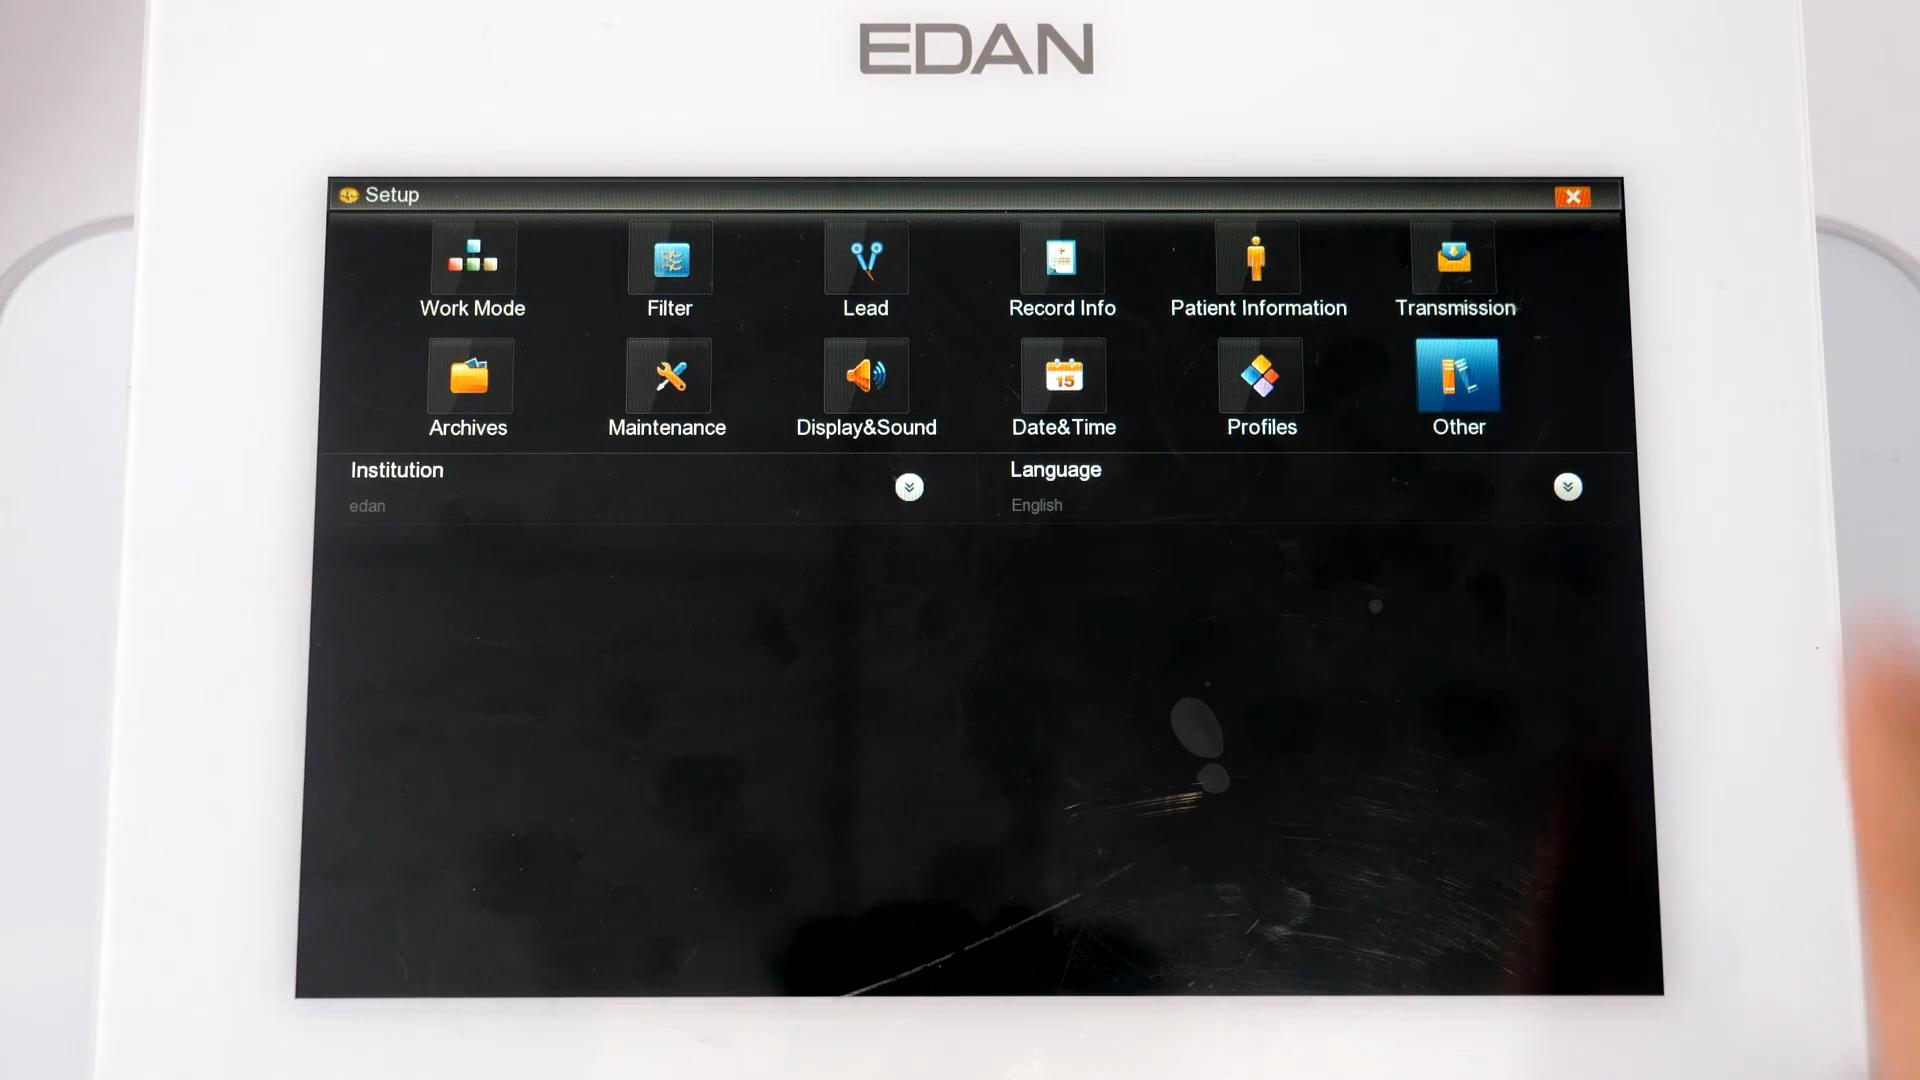 EDAN
Setup
Work Mode
Filter
Lead
Record Info
Patient Information
Transmission
15
Archives
Maintenance
Display&Sound
Date&Time
Profiles
Other
Institution
edan
Language
English